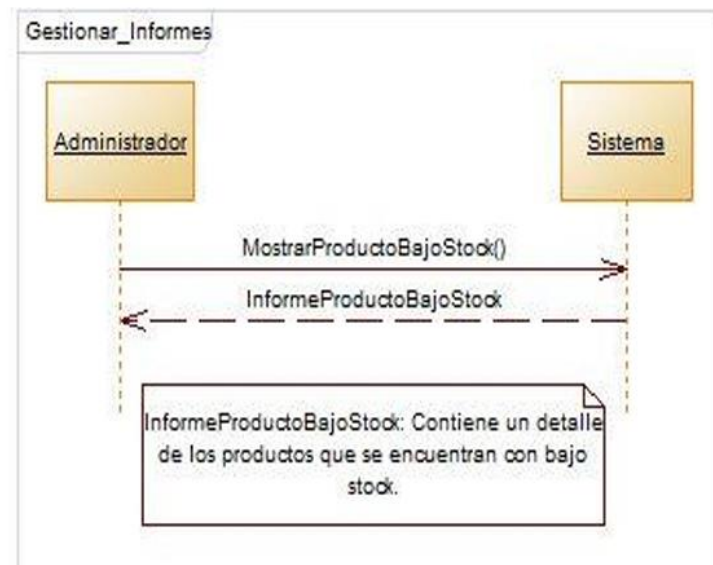 Gestionar_Informes
Administrador
Sistema
MostrarProductoBajoStock()
InformeProductoBajoStock
InformeProductoBajoStock: Contiene un detalle
de los productos que se encuentran con bajo
stock.